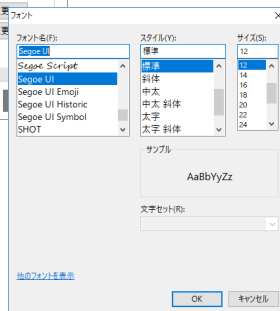 更
フォント
更
フォント名(F):
スタイル(Y):
サイズ(S):
Segoe UI
標準
12
Segoe Script
Segoe UI
Segoe UI Emoji
Segoe UI Historic
Segoe UI Symbol
SHOT
標準
斜体
中太
中太 斜体
太字
太字 斜体
12
14
16
18
20
22
24
サンプル
AaBbYyZz
文字セット(R):
他のフォントを表示
OK
キャンセル